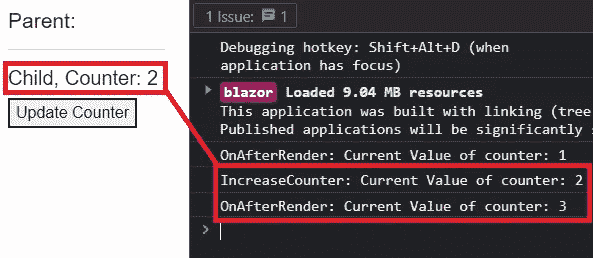 Parent:
Child, Counter: 2
Update Counter
1 Issue: 1
Debugging hotkey: Shift+Alt+D (when
application has focus)
blazor Loaded 9.04 MB resources
This application was built with linking (tree
Published applications will be significantly
OnAfterRender: Current Value of counter: 1
IncreaseCounter: Current Value of counter: 2
OnAfterRender: Current Value of counter: 3